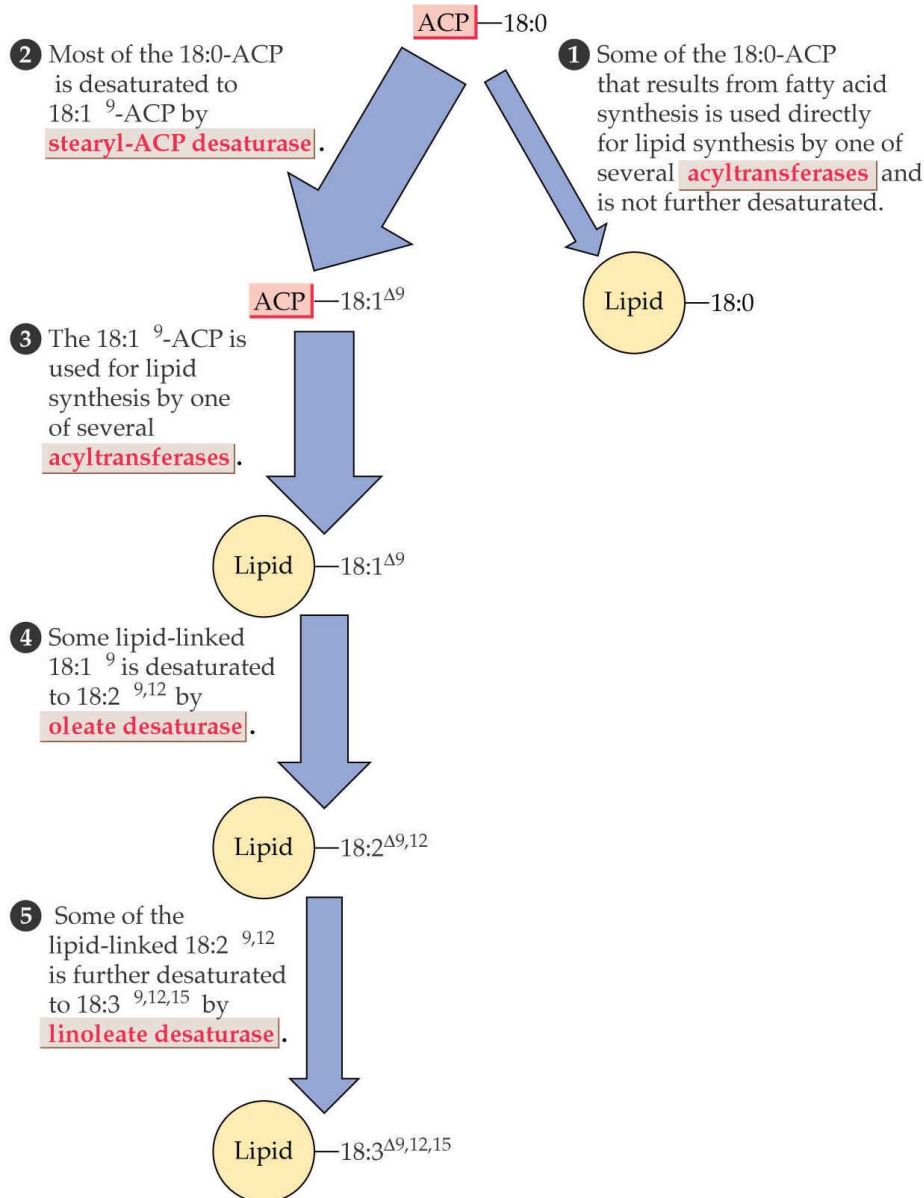 ACP 18:0
2 Most of the 18:0-ACP
is desaturated to
18:1 ⁹-ACP by
stearyl-ACP desaturase.
1 Some of the 18:0-ACP
that results from fatty acid
synthesis is used directly
for lipid synthesis by one of
several acyltransferases and
is not further desaturated.
ACP 18:1Δ⁹
Lipid 18:0
3 The 18:1 ⁹-ACP is
used for lipid
synthesis by one
of several
acyltransferases.
Lipid 18:1Δ⁹
4 Some lipid-linked
18:1 ⁹ is desaturated
to 18:2 ⁹,¹² by
oleate desaturase.
Lipid 18:2Δ⁹,¹²
5 Some of the
lipid-linked 18:2 ⁹,¹²
is further desaturated
to 18:3 ⁹,¹²,¹⁵ by
linoleate desaturase.
Lipid 18:3Δ⁹,¹²,¹⁵